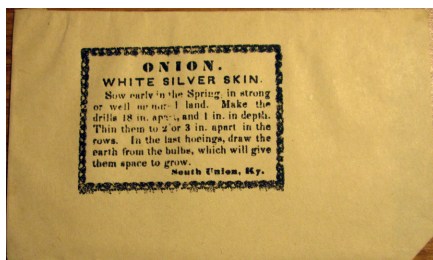 ONION.
WHITE SILVER SKIN.
Sow early in the Spring, in strong
or well land. Make the
drills 18 in. apart, and 1 in. in depth.
Thin them to 2 or 3 in. apart in the
rows. In the last hoeings, draw the
earth from the bulbs, which will give
them space to grow.
South Union, Ky.